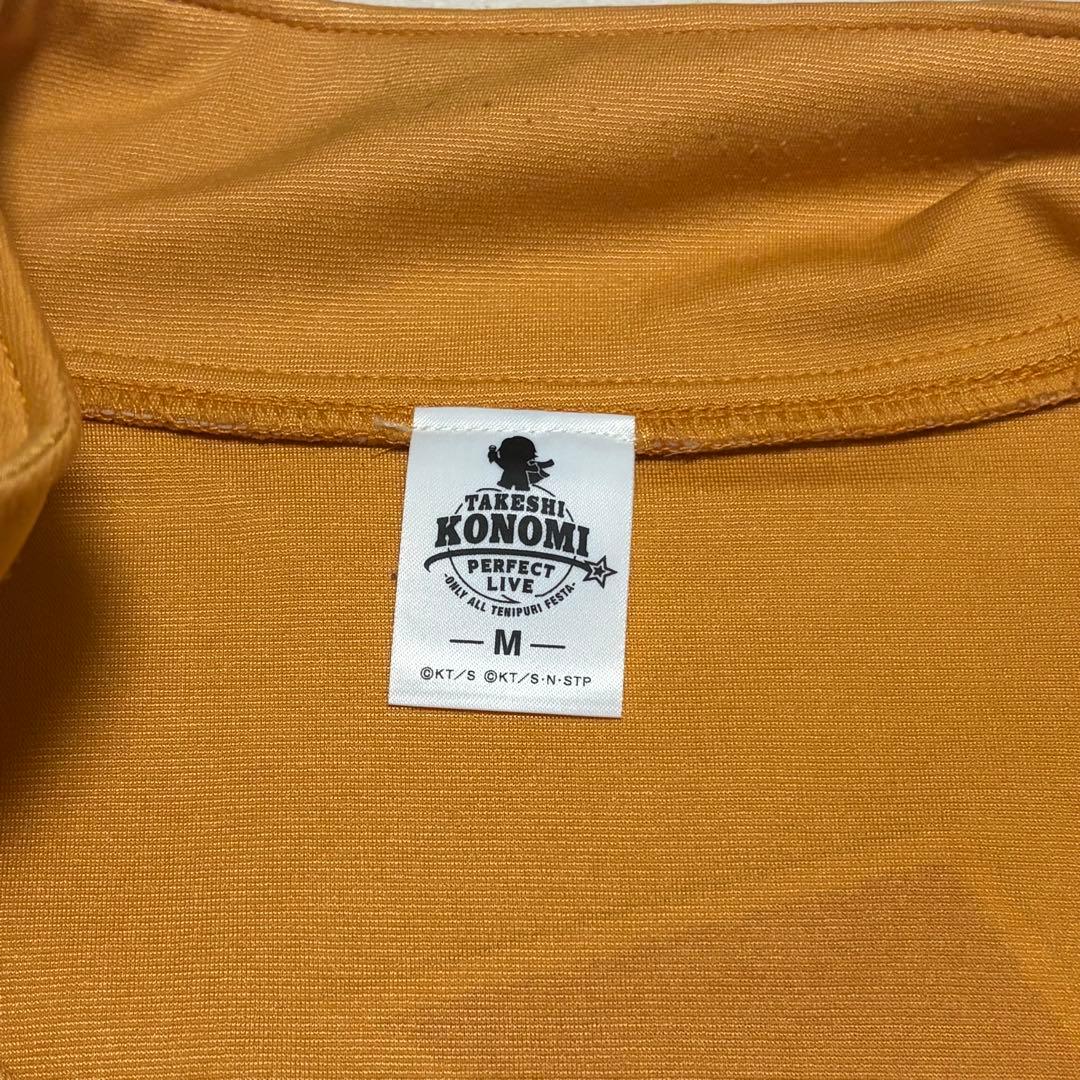 TAKESHI
KONOMI
PERFECT
LIVE
-ONLY ALL TENIPURI FESTA-
— M —
©KT/S ©KT/S·N·STP